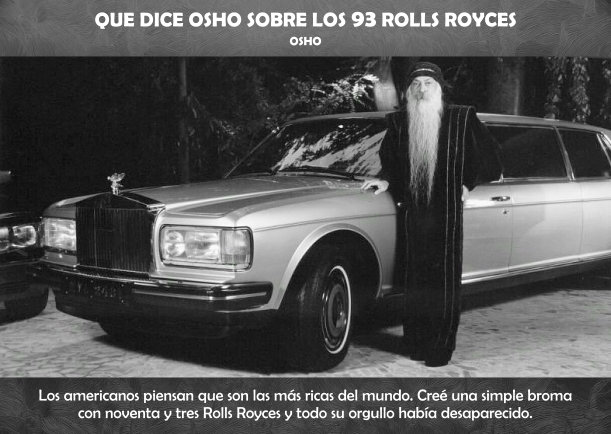 QUE DICE OSHO SOBRE LOS 93 ROLLS ROYCES
OSHO
Los americanos piensan que son las más ricas del mundo. Creé una simple broma
con noventa y tres Rolls Royces y todo su orgullo había desaparecido.